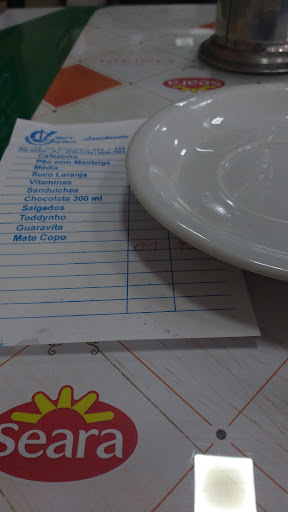 Seara
Lanchonete
Cafezinho
Pão com Manteiga
Média
Suco Laranja
Vitaminas
Sanduiches
Chocolate 300 ml
Salgados
Toddynho
Guaravita
Mate Copo
Seara